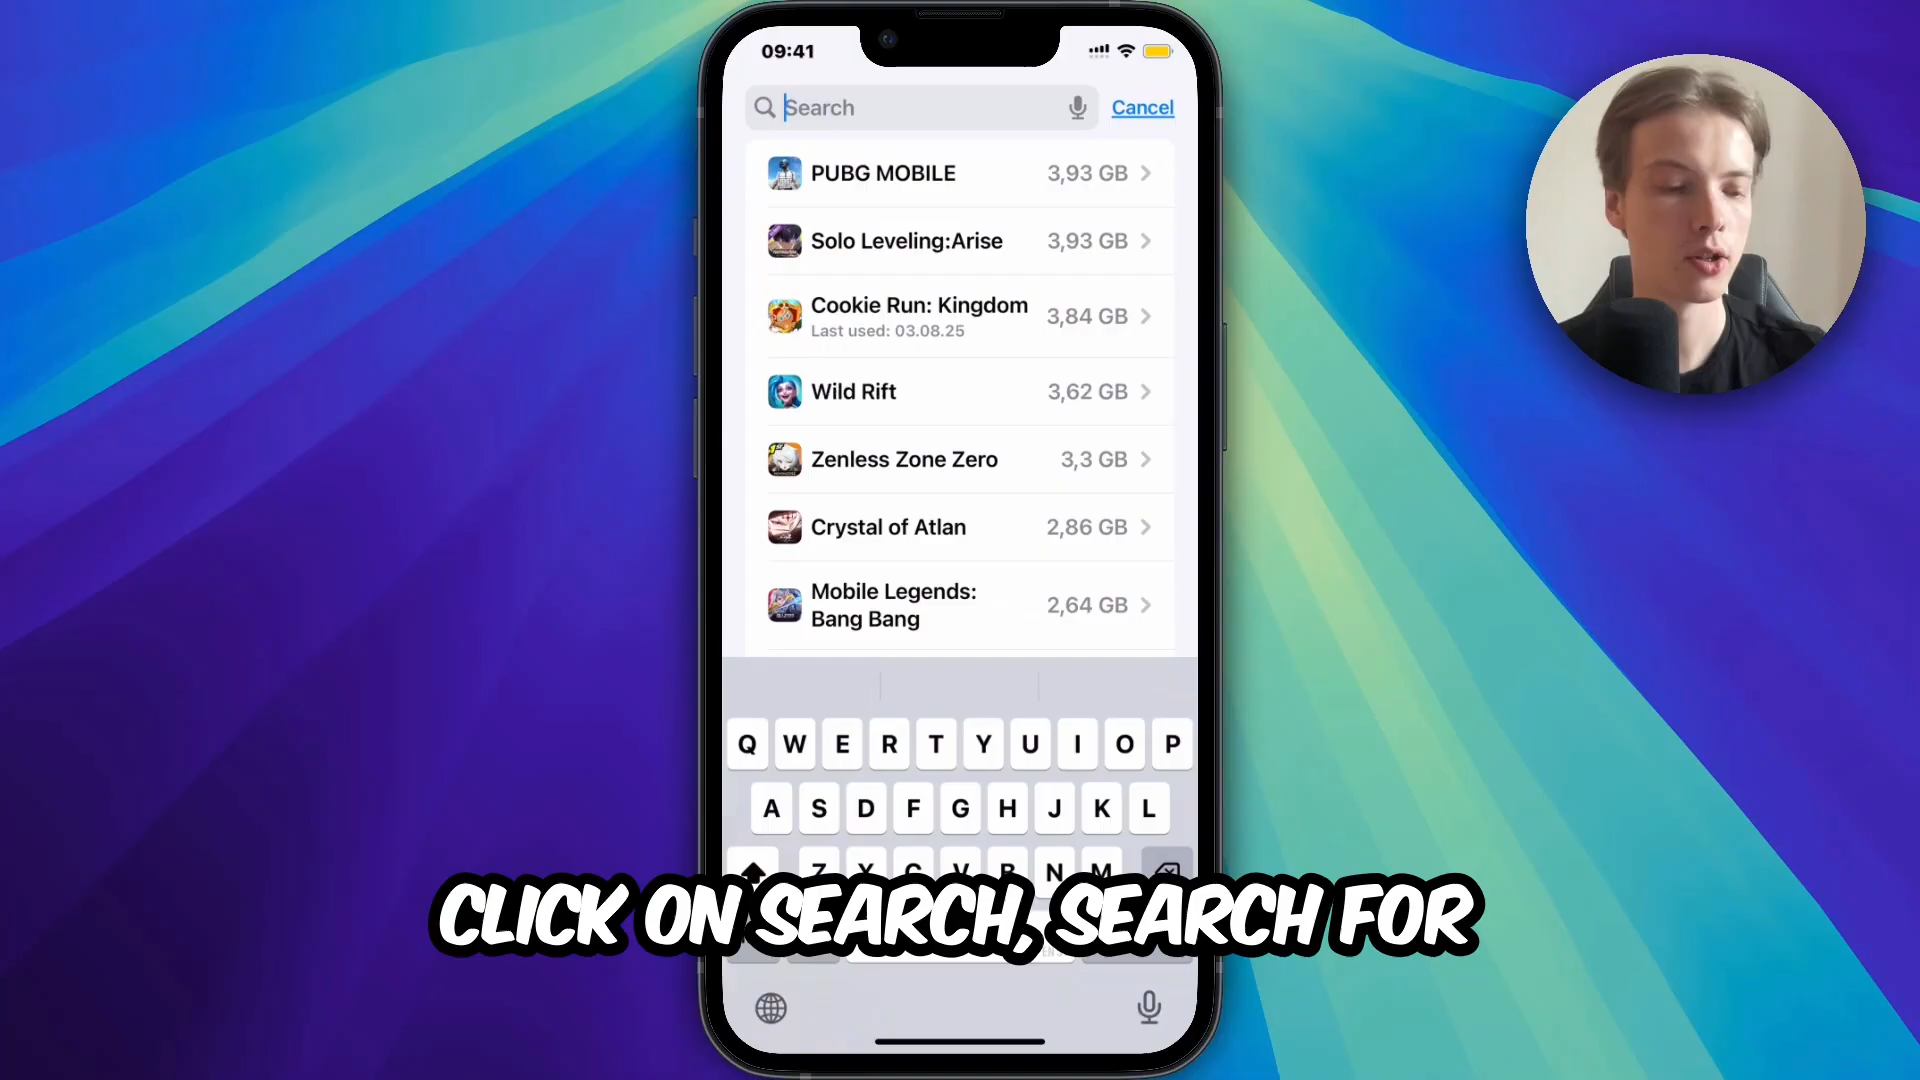 09:41
Search
Cancel
PUBG MOBILE 3,93 GB
Solo Leveling:Arise 3,93 GB
Cookie Run: Kingdom 3,84 GB
Last used: 03.08.25
Wild Rift 3,62 GB
Zenless Zone Zero 3,3 GB
Crystal of Atlan 2,86 GB
Mobile Legends:
Bang Bang 2,64 GB
Q W E R T Y U I O P
A S D F G H J K L
Z X C V B N M
CLICK ON SEARCH, SEARCH FOR